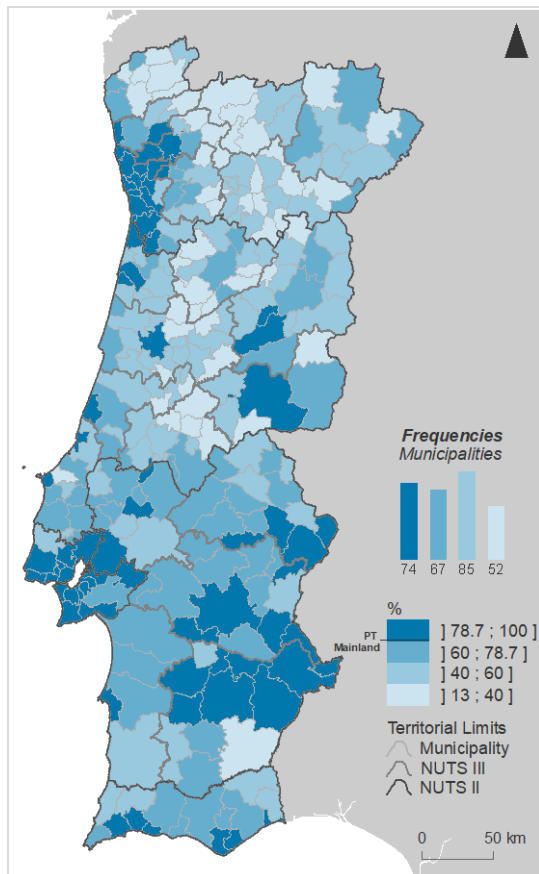 Frequencies
Municipalities
74 67 85 52
%
] 78.7 ; 100 ]
PT
Mainland
] 60 ; 78.7 ]
] 40 ; 60 ]
] 13 ; 40 ]
Territorial Limits
Municipality
NUTS III
NUTS II
0 50 km